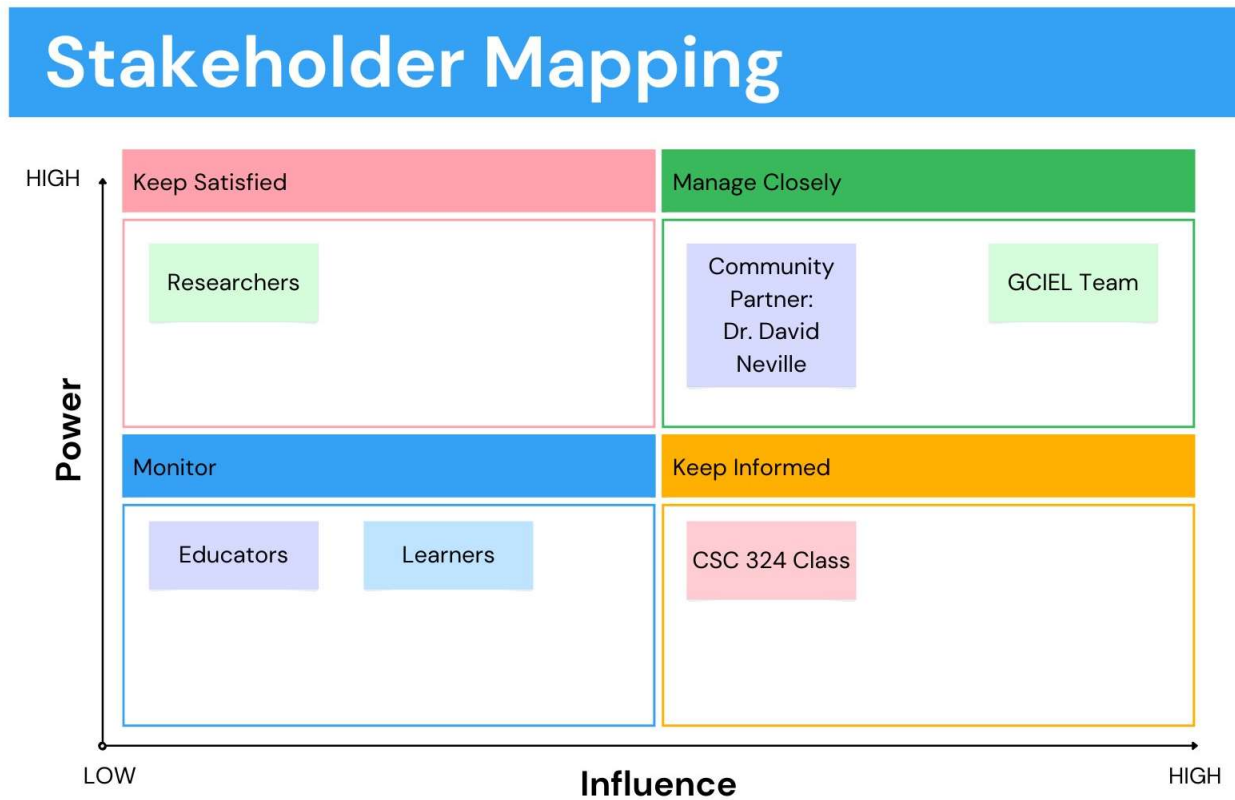 Stakeholder Mapping
HIGH
Keep Satisfied
Manage Closely
Researchers
Community
Partner:
Dr. David
Neville
GCIEL Team
Power
Monitor
Keep Informed
Educators
Learners
CSC 324 Class
LOW
Influence
HIGH